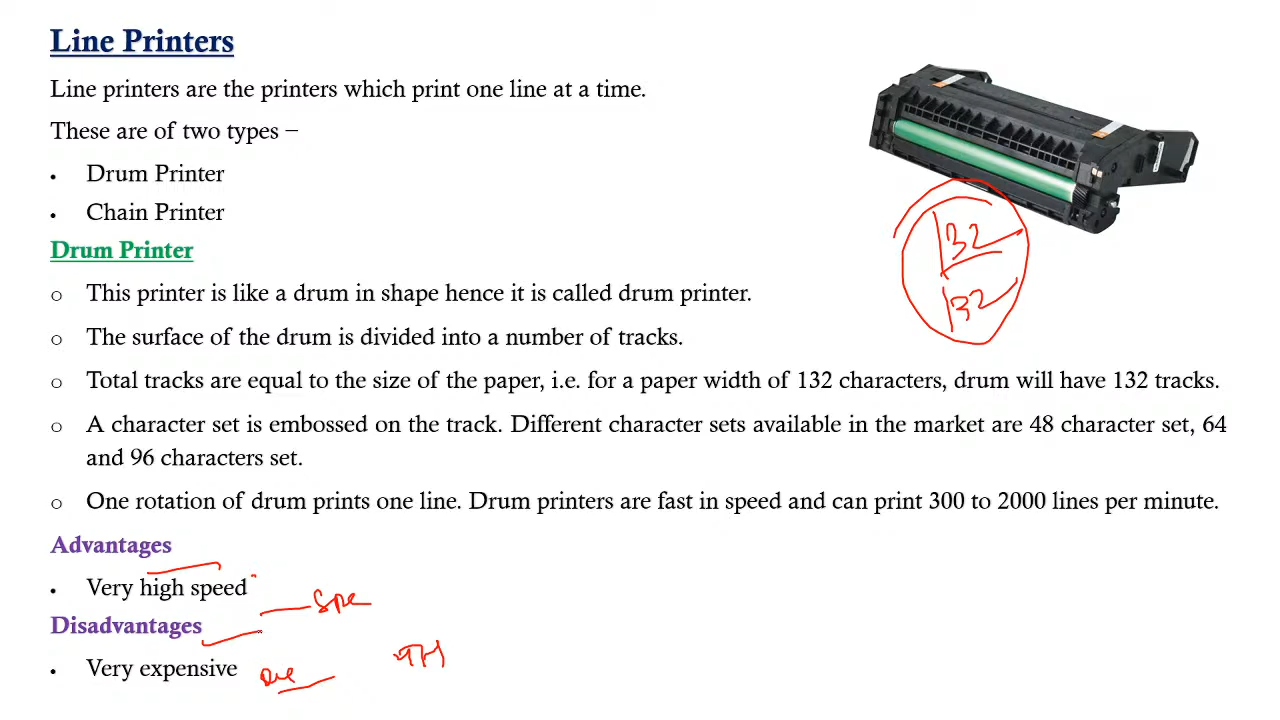 Line Printers
Line printers are the printers which print one line at a time.
These are of two types –
• Drum Printer
• Chain Printer
132
132
Drum Printer
o This printer is like a drum in shape hence it is called drum printer.
o The surface of the drum is divided into a number of tracks.
o Total tracks are equal to the size of the paper, i.e. for a paper width of 132 characters, drum will have 132 tracks.
o A character set is embossed on the track. Different character sets available in the market are 48 character set, 64
and 96 characters set.
o One rotation of drum prints one line. Drum printers are fast in speed and can print 300 to 2000 lines per minute.
Advantages
• Very high speed
Spe
Disadvantages
• Very expensive